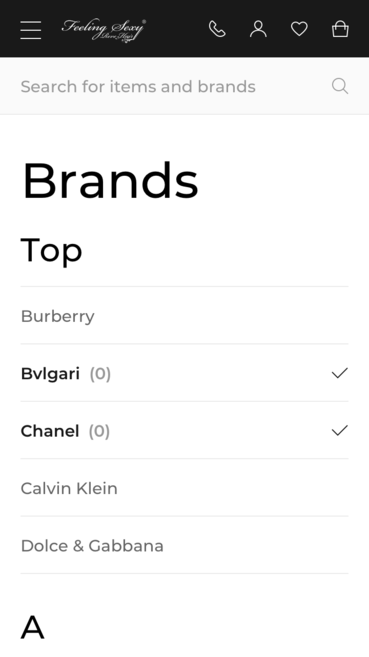 Feeling Sexy®
Search for items and brands
Brands
Top
Burberry
Bvlgari (0)
Chanel (0)
Calvin Klein
Dolce & Gabbana
A